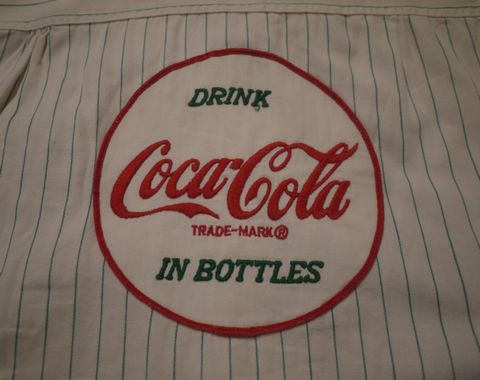 DRINK
Coca-Cola
TRADE-MARK®
IN BOTTLES